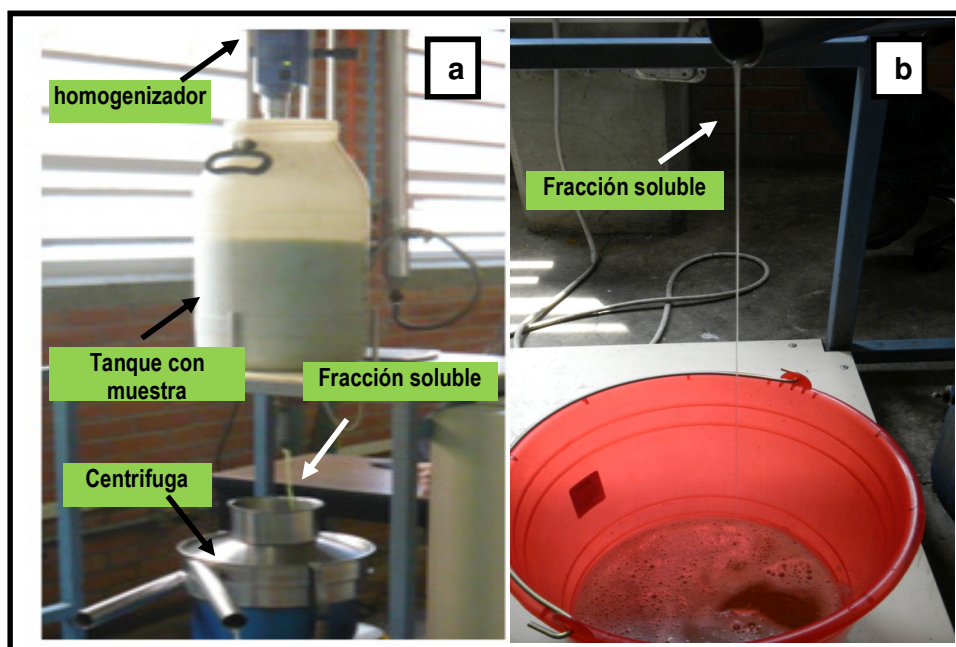 a
homogenizador
Tanque con
muestra
Fracción soluble
Centrifuga
b
Fracción soluble